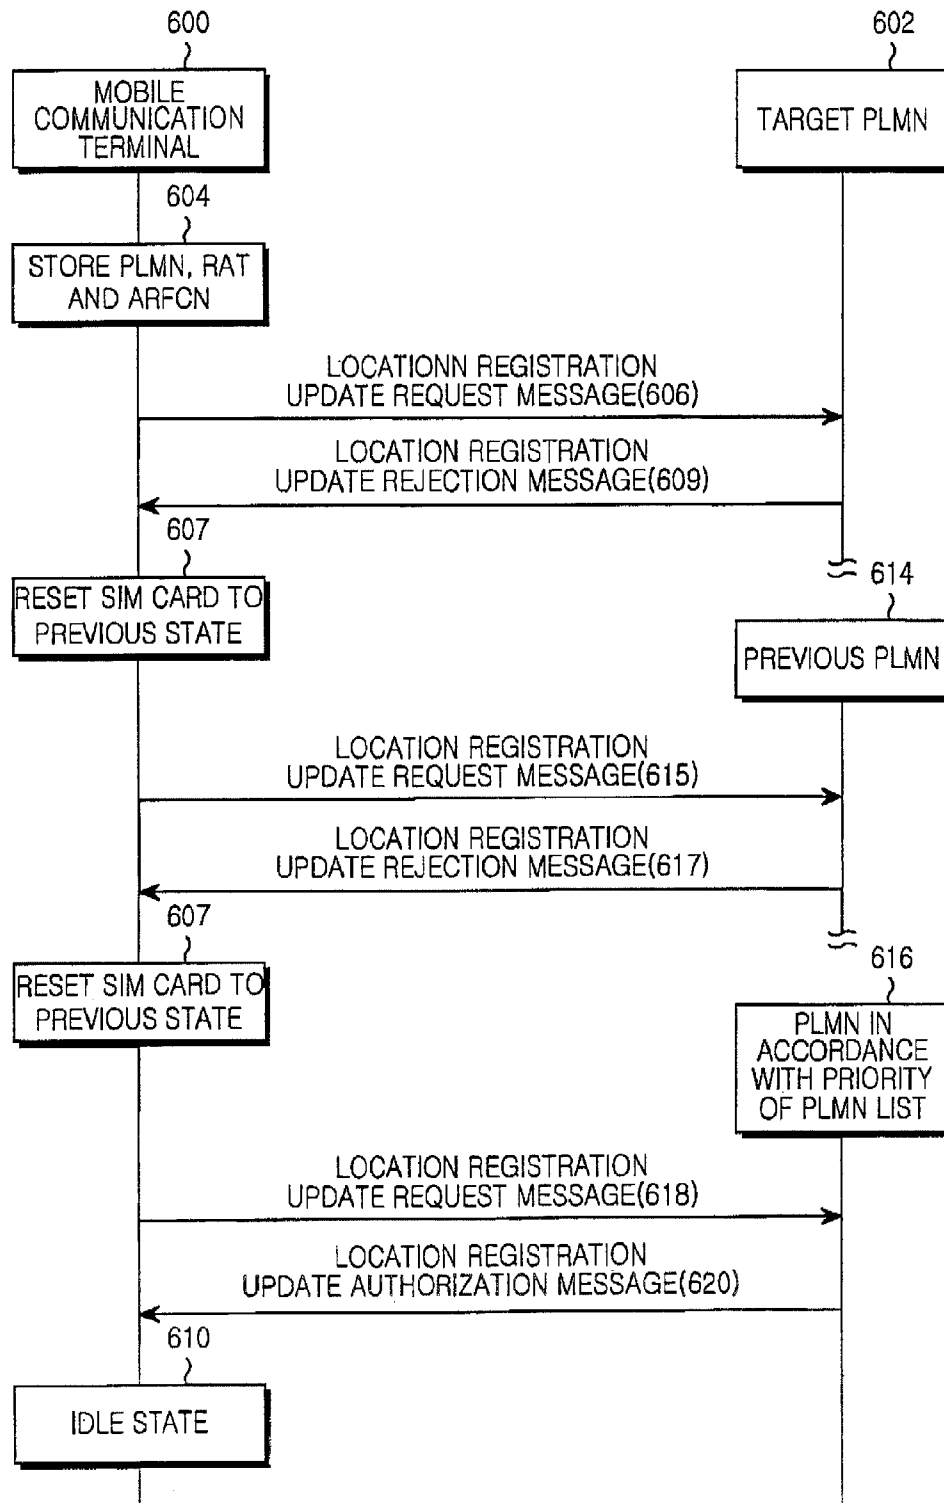 600
602
MOBILE
COMMUNICATION
TERMINAL
TARGET PLMN
604
STORE PLMN, RAT
AND ARFCN
LOCATIONN REGISTRATION
UPDATE REQUEST MESSAGE(606)
LOCATION REGISTRATION
UPDATE REJECTION MESSAGE(609)
607
RESET SIM CARD TO
PREVIOUS STATE
614
PREVIOUS PLMN
LOCATION REGISTRATION
UPDATE REQUEST MESSAGE(615)
LOCATION REGISTRATION
UPDATE REJECTION MESSAGE(617)
607
RESET SIM CARD TO
PREVIOUS STATE
616
PLMN IN
ACCORDANCE
WITH PRIORITY
OF PLMN LIST
LOCATION REGISTRATION
UPDATE REQUEST MESSAGE(618)
LOCATION REGISTRATION
UPDATE AUTHORIZATION MESSAGE(620)
610
IDLE STATE